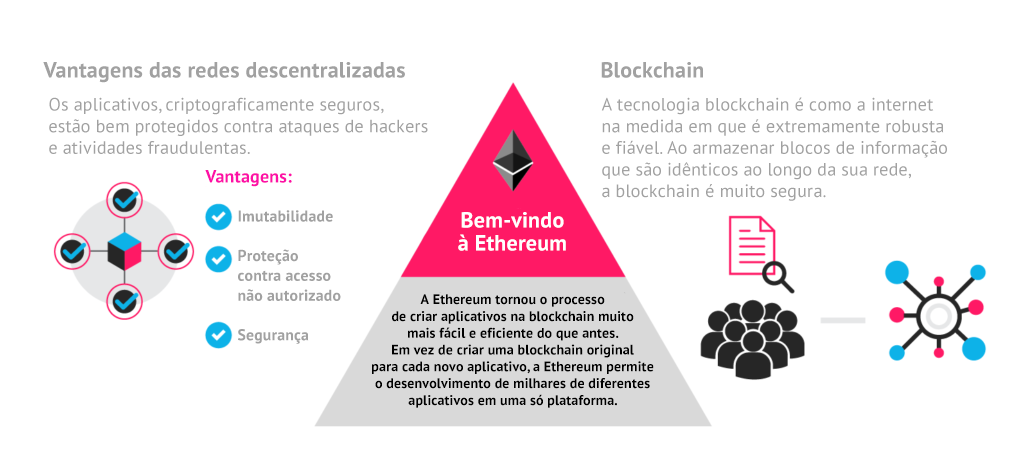 Vantagens das redes descentralizadas
Os aplicativos, criptograficamente seguros,
estão bem protegidos contra ataques de hackers
e atividades fraudulentas.
Vantagens:
Imutabilidade
Proteção
contra acesso
não autorizado
Segurança
Bem-vindo
à Ethereum
A Ethereum tornou o processo
de criar aplicativos na blockchain muito
mais fácil e eficiente do que antes.
Em vez de criar uma blockchain original
para cada novo aplicativo, a Ethereum permite
o desenvolvimento de milhares de diferentes
aplicativos em uma só plataforma.
Blockchain
A tecnologia blockchain é como a internet
na medida em que é extremamente robusta
e fiável. Ao armazenar blocos de informação
que são idênticos ao longo da sua rede,
a blockchain é muito segura.